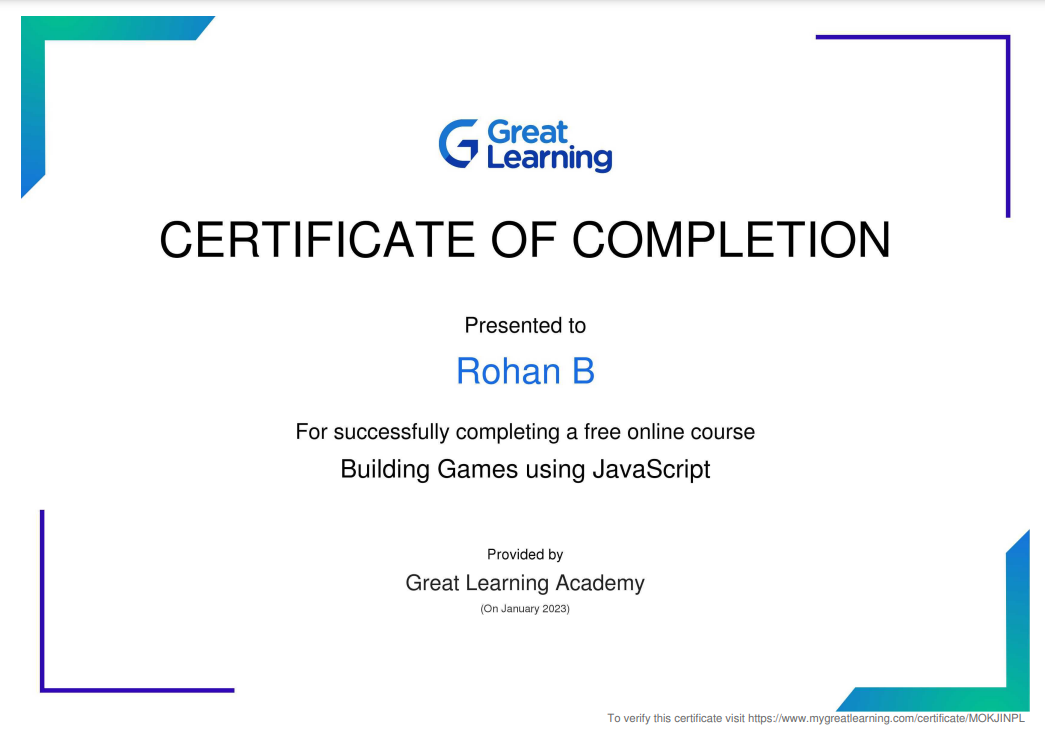 Great
Learning
CERTIFICATE OF COMPLETION
Presented to
Rohan B
For successfully completing a free online course
Building Games using JavaScript
Provided by
Great Learning Academy
(On January 2023)
To verify this certificate visit https://www.mygreatlearning.com/certificate/MOKJINPL